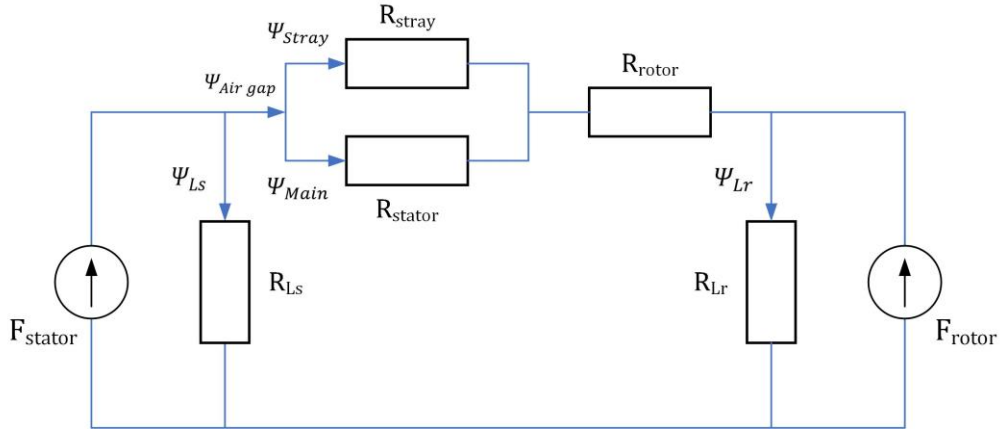 R_stray
Ψ_Stray
R_rotor
Ψ_Air gap
Ψ_Ls
Ψ_Main
Ψ_Lr
R_stator
R_Ls
R_Lr
F_stator
F_rotor